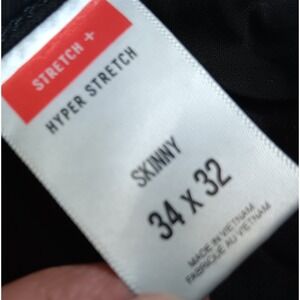 STRETCH +
HYPER STRETCH
SKINNY
34 X 32
MADE IN VIETNAM
FABRIQUÉ AU VIETNAM